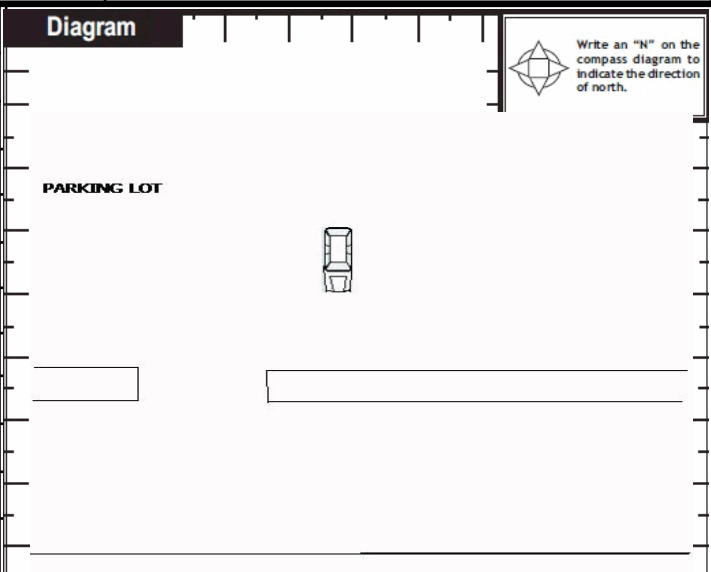 Diagram
Write an “N” on the
compass diagram to
indicate the direction
of north.
PARKING LOT